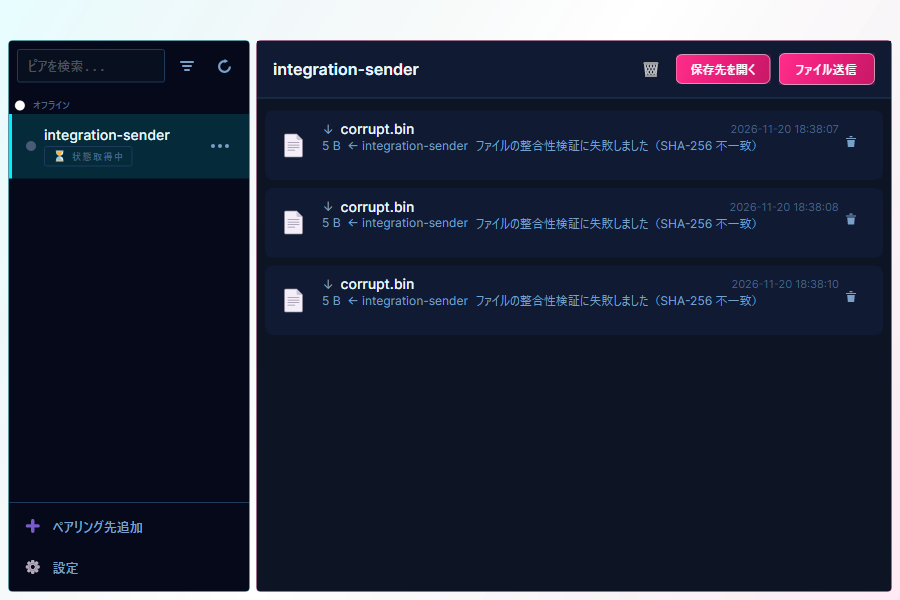 ピアを検索...
オフライン
integration-sender
⏳ 状態取得中
ペアリング先追加
設定
integration-sender
保存先を開く
ファイル送信
↓ corrupt.bin
2026-11-20 18:38:07
5 B ← integration-sender ファイルの整合性検証に失敗しました（SHA-256 不一致）
↓ corrupt.bin
2026-11-20 18:38:08
5 B ← integration-sender ファイルの整合性検証に失敗しました（SHA-256 不一致）
↓ corrupt.bin
2026-11-20 18:38:10
5 B ← integration-sender ファイルの整合性検証に失敗しました（SHA-256 不一致）